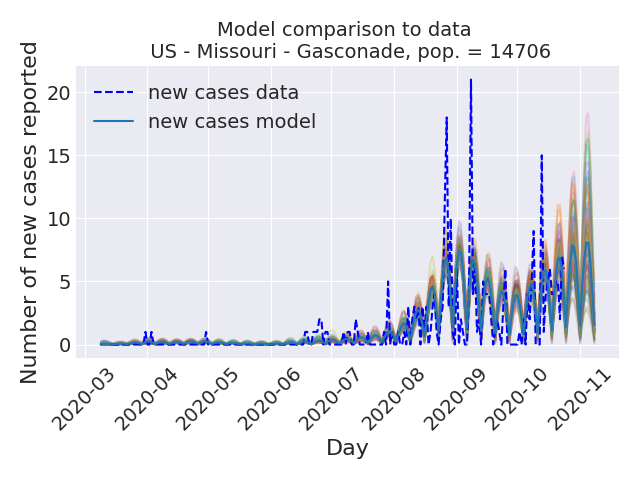 Model comparison to data
US - Missouri - Gasconade, pop. = 14706
Number of new cases reported
20
15
10
5
0
new cases data
new cases model
2020-03
2020-04
2020-05
2020-06
2020-07
2020-08
2020-09
2020-10
2020-11
Day